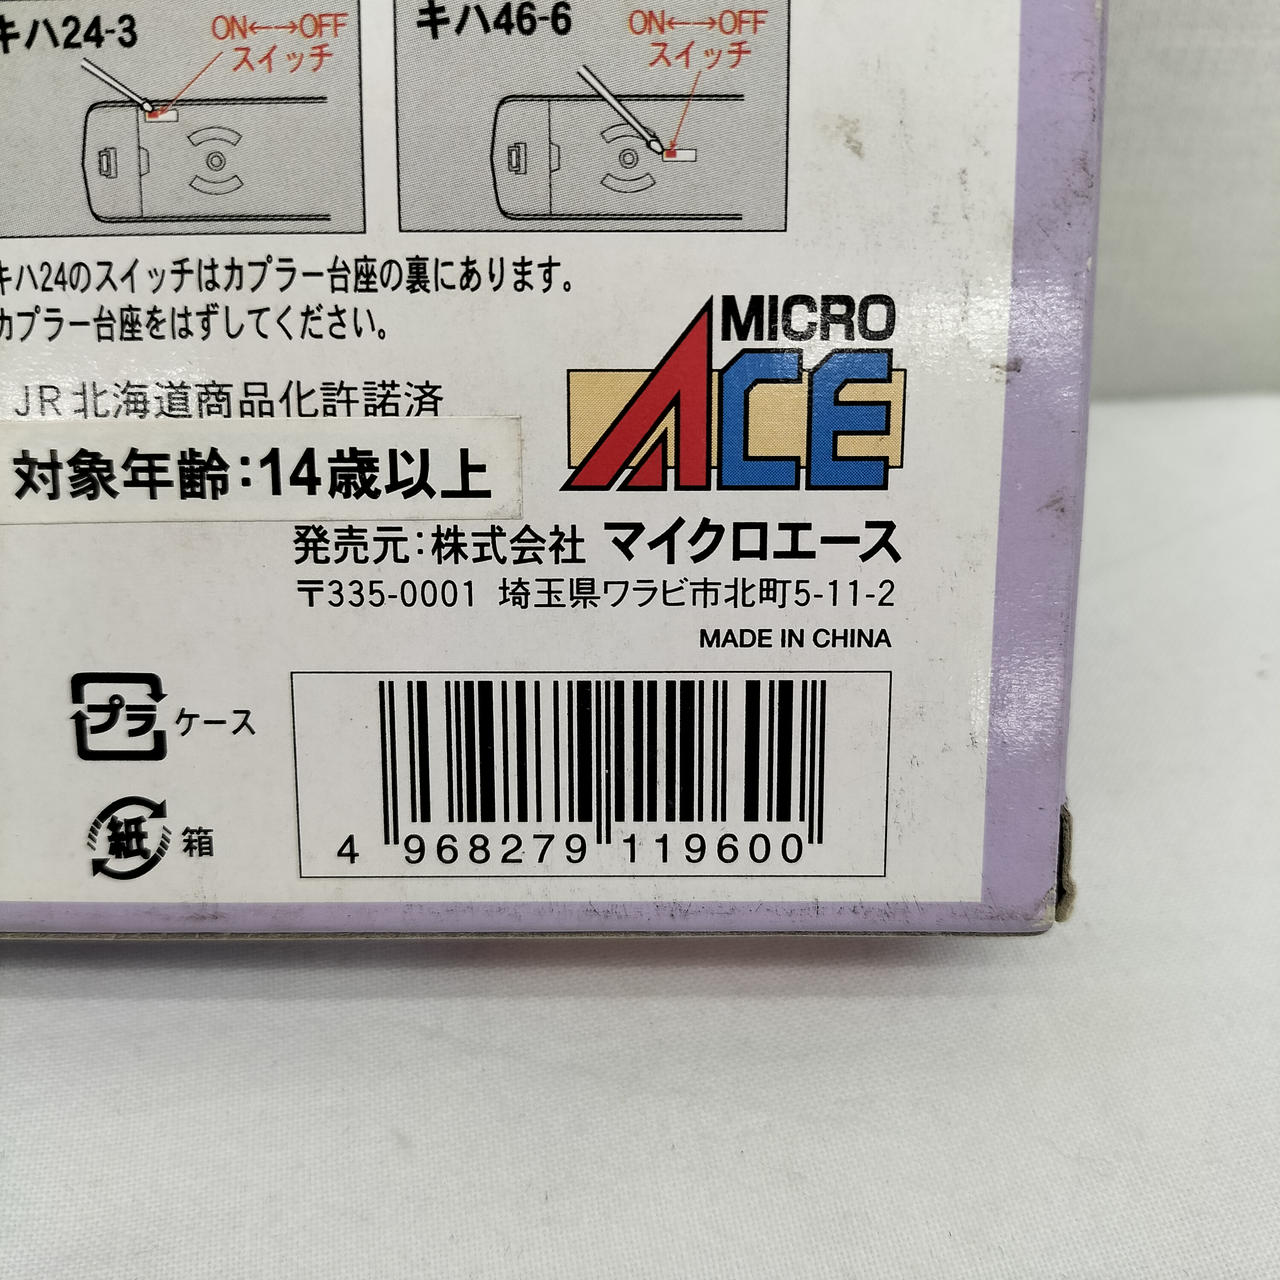 キハ24-3
ON←→OFF
スイッチ
キハ46-6
ON←→OFF
スイッチ
キハ24のスイッチはカプラー台座の裏にあります。
カプラー台座をはずしてください。
MICRO
ACE
JR北海道商品化許諾済
対象年齢:14歳以上
発売元:株式会社 マイクロエース
〒335-0001 埼玉県ワラビ市北町5-11-2
MADE IN CHINA
プラ ケース
紙 箱
4 968279 119600